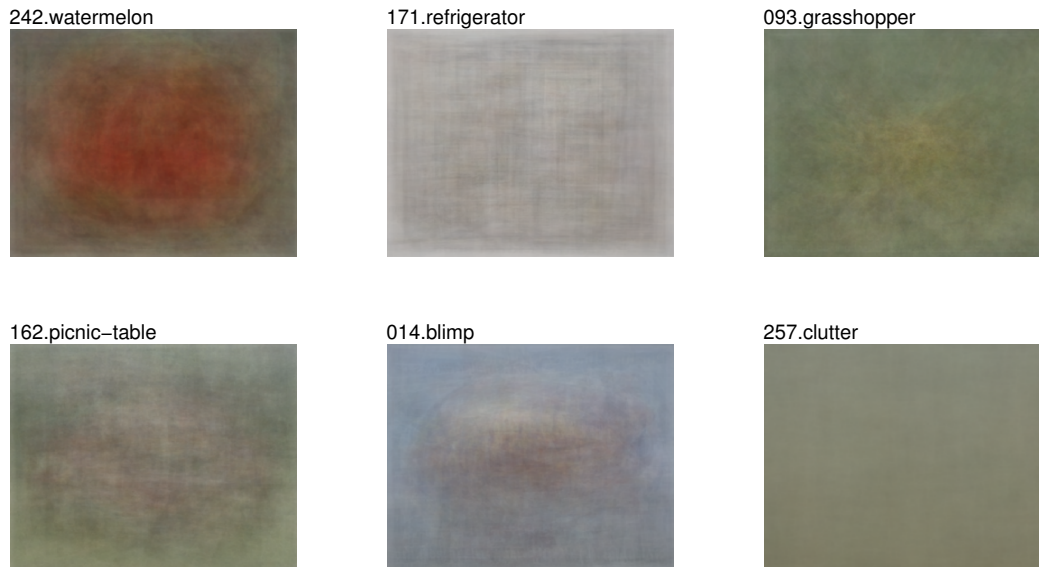 242.watermelon
171.refrigerator
093.grasshopper
162.picnic−table
014.blimp
257.clutter